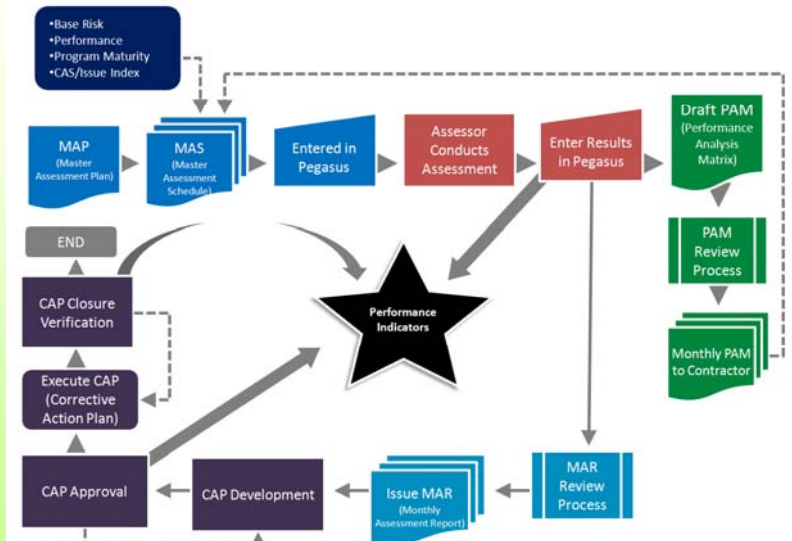 •Base Risk
•Performance
•Program Maturity
•CAS/Issue Index
MAP
(Master
Assessment Plan)
MAS
(Master
Assessment
Schedule)
Entered in
Pegasus
Assessor
Conducts
Assessment
Enter Results
in Pegasus
Draft PAM
(Performance
Analysis
Matrix)
END
PAM
Review
Process
CAP Closure
Verification
Performance
Indicators
Monthly PAM
to Contractor
Execute CAP
(Corrective
Action Plan)
CAP Approval
CAP Development
Issue MAR
(Monthly
Assessment Report)
MAR
Review
Process